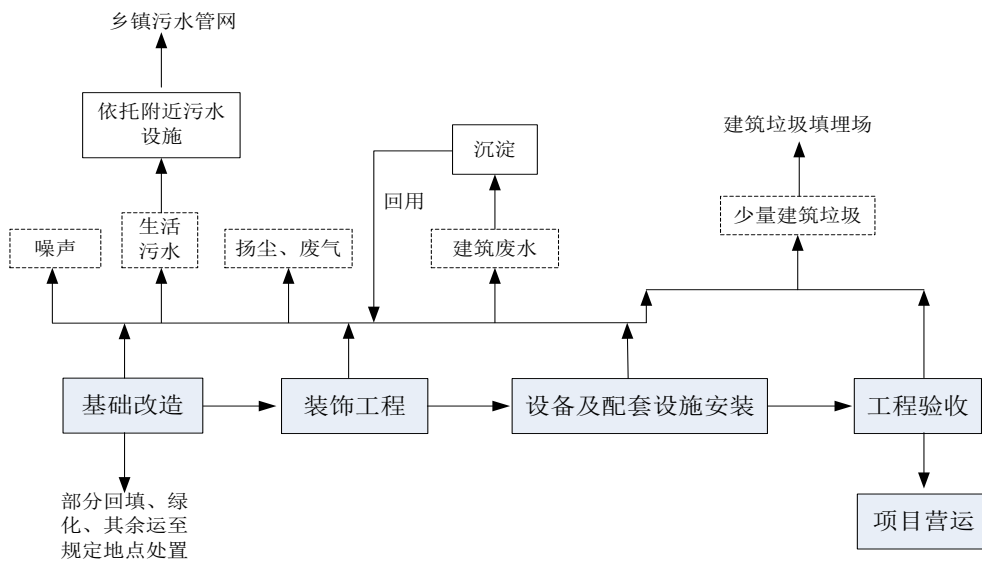 乡镇污水管网
依托附近污水
设施
沉淀
建筑垃圾填埋场
回用
少量建筑垃圾
噪声
生活
污水
扬尘、废气
建筑废水
基础改造
装饰工程
设备及配套设施安装
工程验收
部分回填、绿
化、其余运至
规定地点处置
项目营运